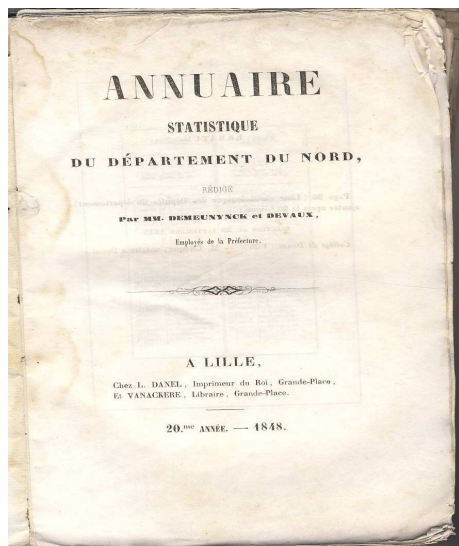 ANNUAIRE
STATISTIQUE
DU DÉPARTEMENT DU NORD,
RÉDIGÉ
Par MM. DEMEUNYNCK et DEVAUX,
Employés de la Préfecture.
A LILLE,
Chez L. DANEL, Imprimeur du Roi, Grande-Place,
Et VANACKERE, Libraire, Grande-Place.
20.me ANNÉE. — 1848.